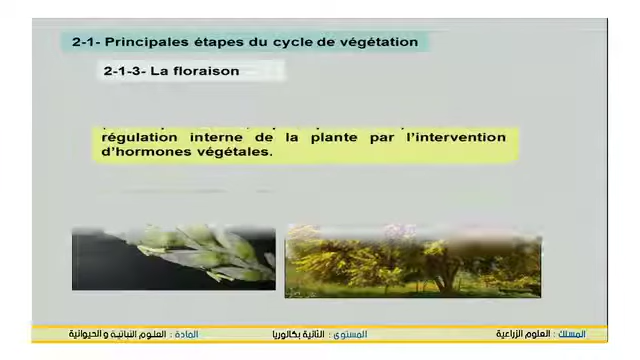 2-1- Principales étapes du cycle de végétation
2-1-3- La floraison
régulation interne de la plante par l'intervention
d'hormones végétales.
المسلك : العلوم الزراعية
المستوى : الثانية بكالوريا
المادة : العلوم النباتية والحيوانية